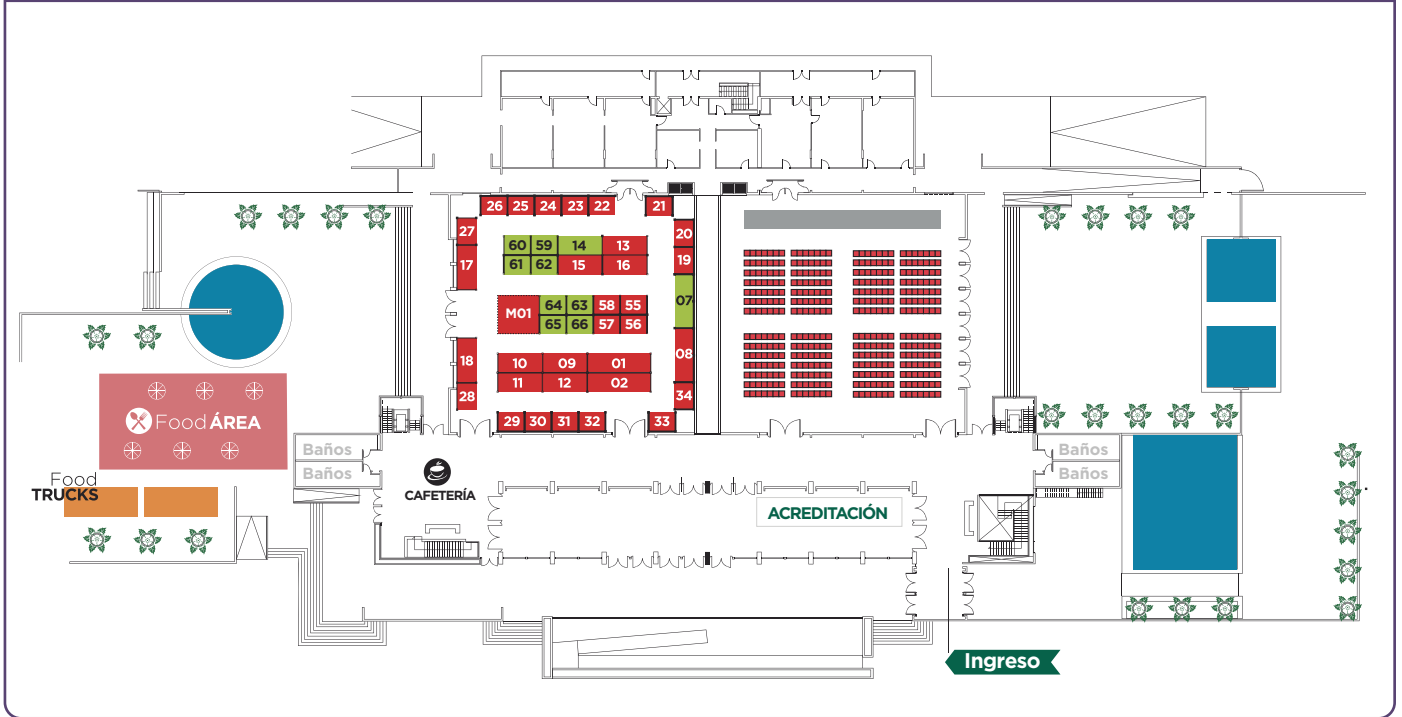 26 25 24 23 22 21
27
20
60 59 14 13
17
19
61 62 15 16
07
M01
64 63 58 55
65 66 57 56
18
08
10 09 01
11 12 02
28
34
29 30 31 32 33
Food ÁREA
Baños
Baños
Baños
Baños
Food
TRUCKS
CAFETERÍA
ACREDITACIÓN
Ingreso